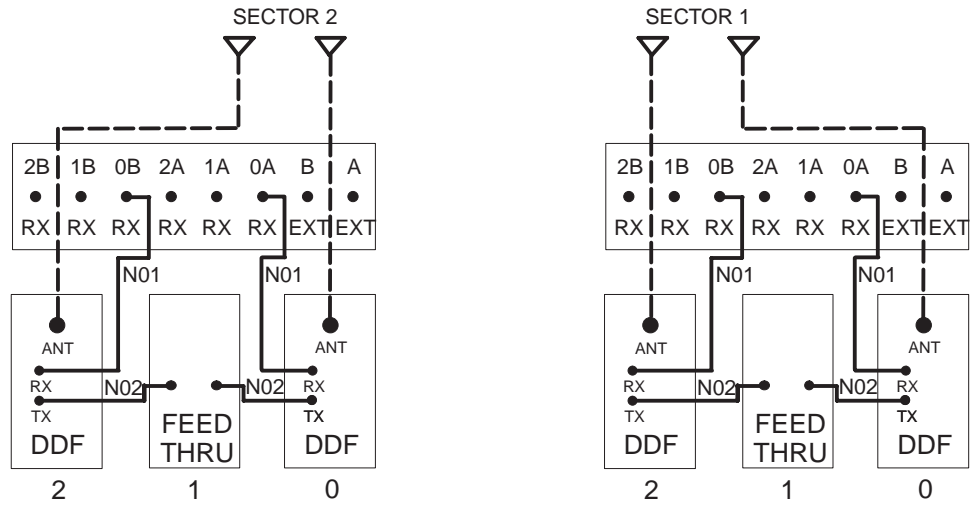 SECTOR 2
2B 1B 0B 2A 1A 0A B A
RX RX RX RX RX RX EXT EXT
N01 N01
ANT ANT
RX N02 N02 RX
TX TX
DDF FEED THRU DDF
2 1 0
SECTOR 1
2B 1B 0B 2A 1A 0A B A
RX RX RX RX RX RX EXT EXT
N01 N01
ANT ANT
RX N02 N02 RX
TX TX
DDF FEED THRU DDF
2 1 0